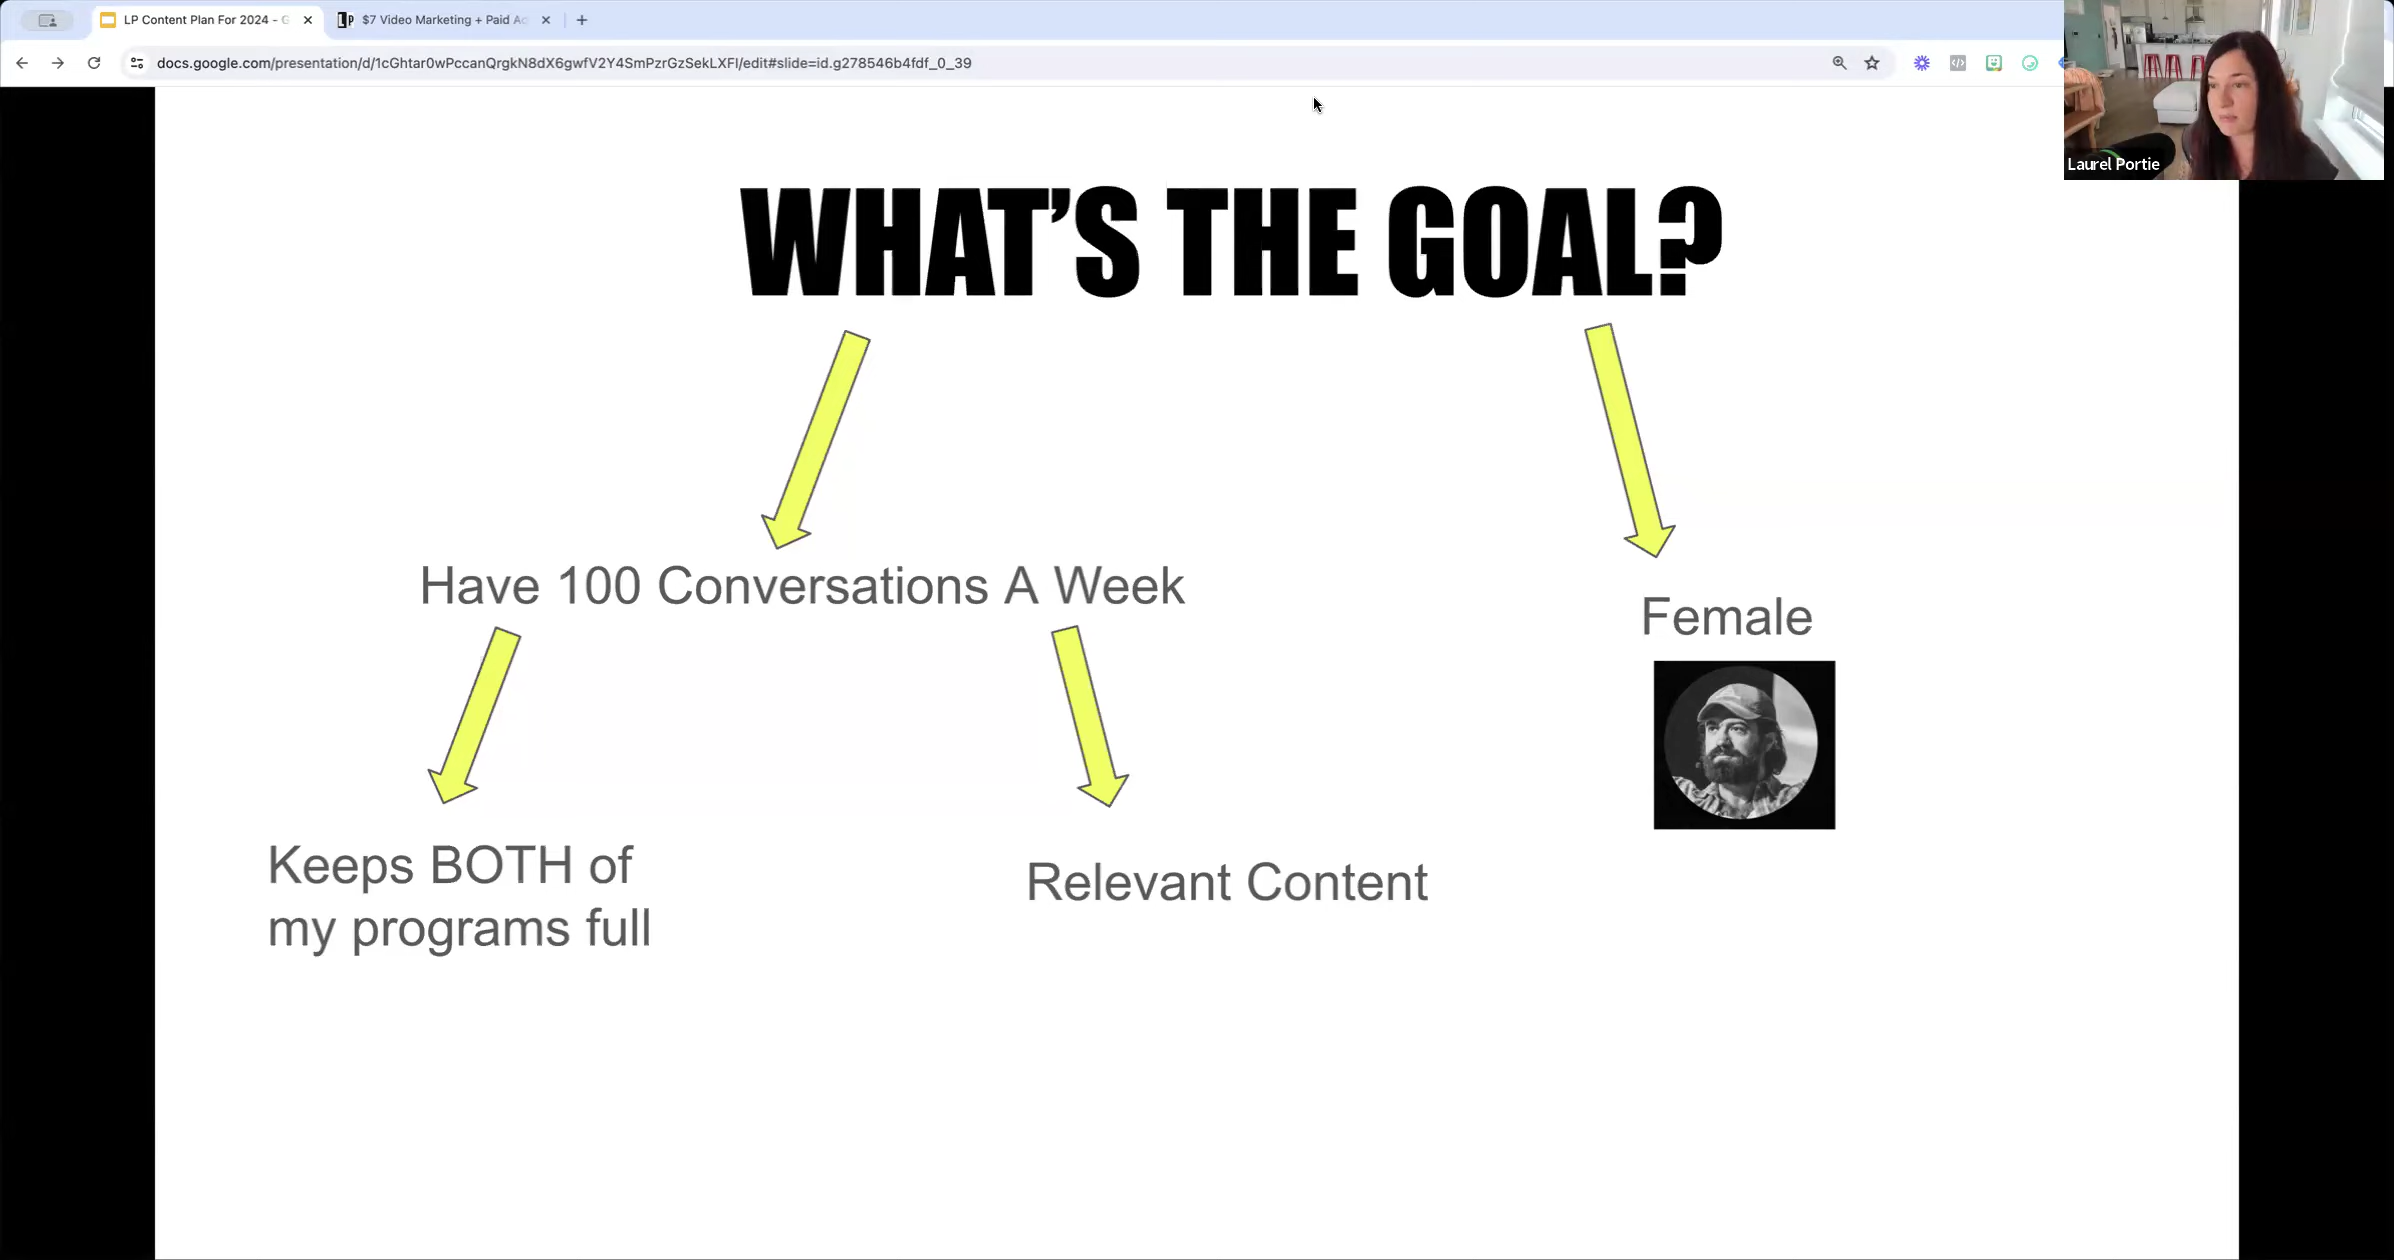 LP Content Plan For 2024 - G
$7 Video Marketing + Paid Ad
docs.google.com/presentation/d/1cGhtar0wPccanQrgkN8dX6gwfV2Y4SmPzrGzSekLXFI/edit#slide=id.g278546b4fdf_0_39
Laurel Portie
WHAT’S THE GOAL?
Have 100 Conversations A Week
Female
Keeps BOTH of
my programs full
Relevant Content